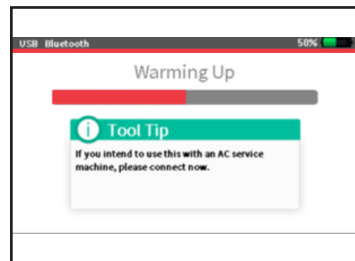 USB Bluetooth 50%
Warming Up
i Tool Tip
If you intend to use this with an AC service
machine, please connect now.